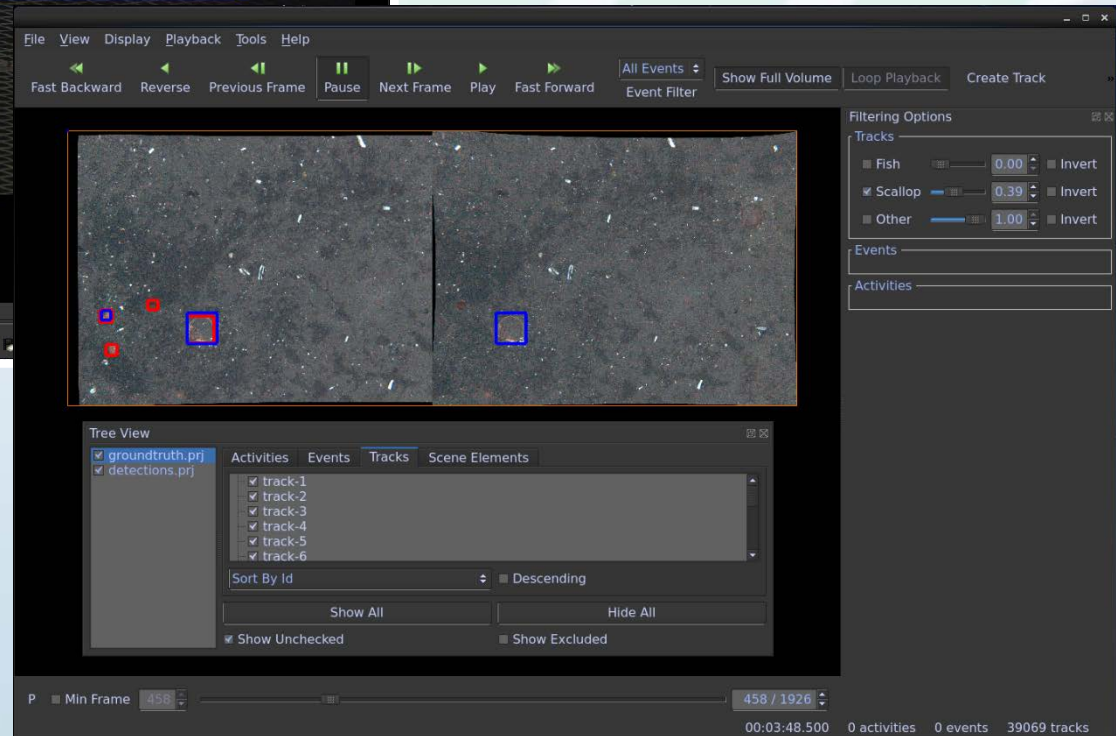 File View Display Playback Tools Help
Fast Backward Reverse Previous Frame Pause Next Frame Play Fast Forward All Events Event Filter Show Full Volume Loop Playback Create Track »
Filtering Options
Tracks
Fish 0.00 Invert
Scallop 0.39 Invert
Other 1.00 Invert
Events
Activities
Tree View
groundtruth.prj
detections.prj
Activities Events Tracks Scene Elements
track-1
track-2
track-3
track-4
track-5
track-6
Sort By Id Descending
Show All Hide All
Show Unchecked Show Excluded
P Min Frame 458 458 / 1926
00:03:48.500 0 activities 0 events 39069 tracks